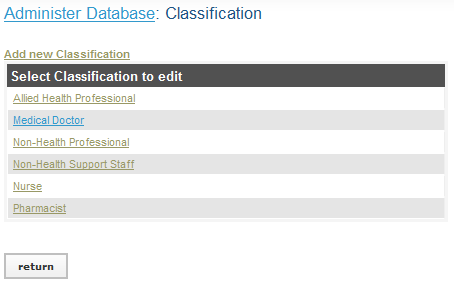 Administer Database: Classification
Add new Classification
Select Classification to edit
Allied Health Professional
Medical Doctor
Non-Health Professional
Non-Health Support Staff
Nurse
Pharmacist
return